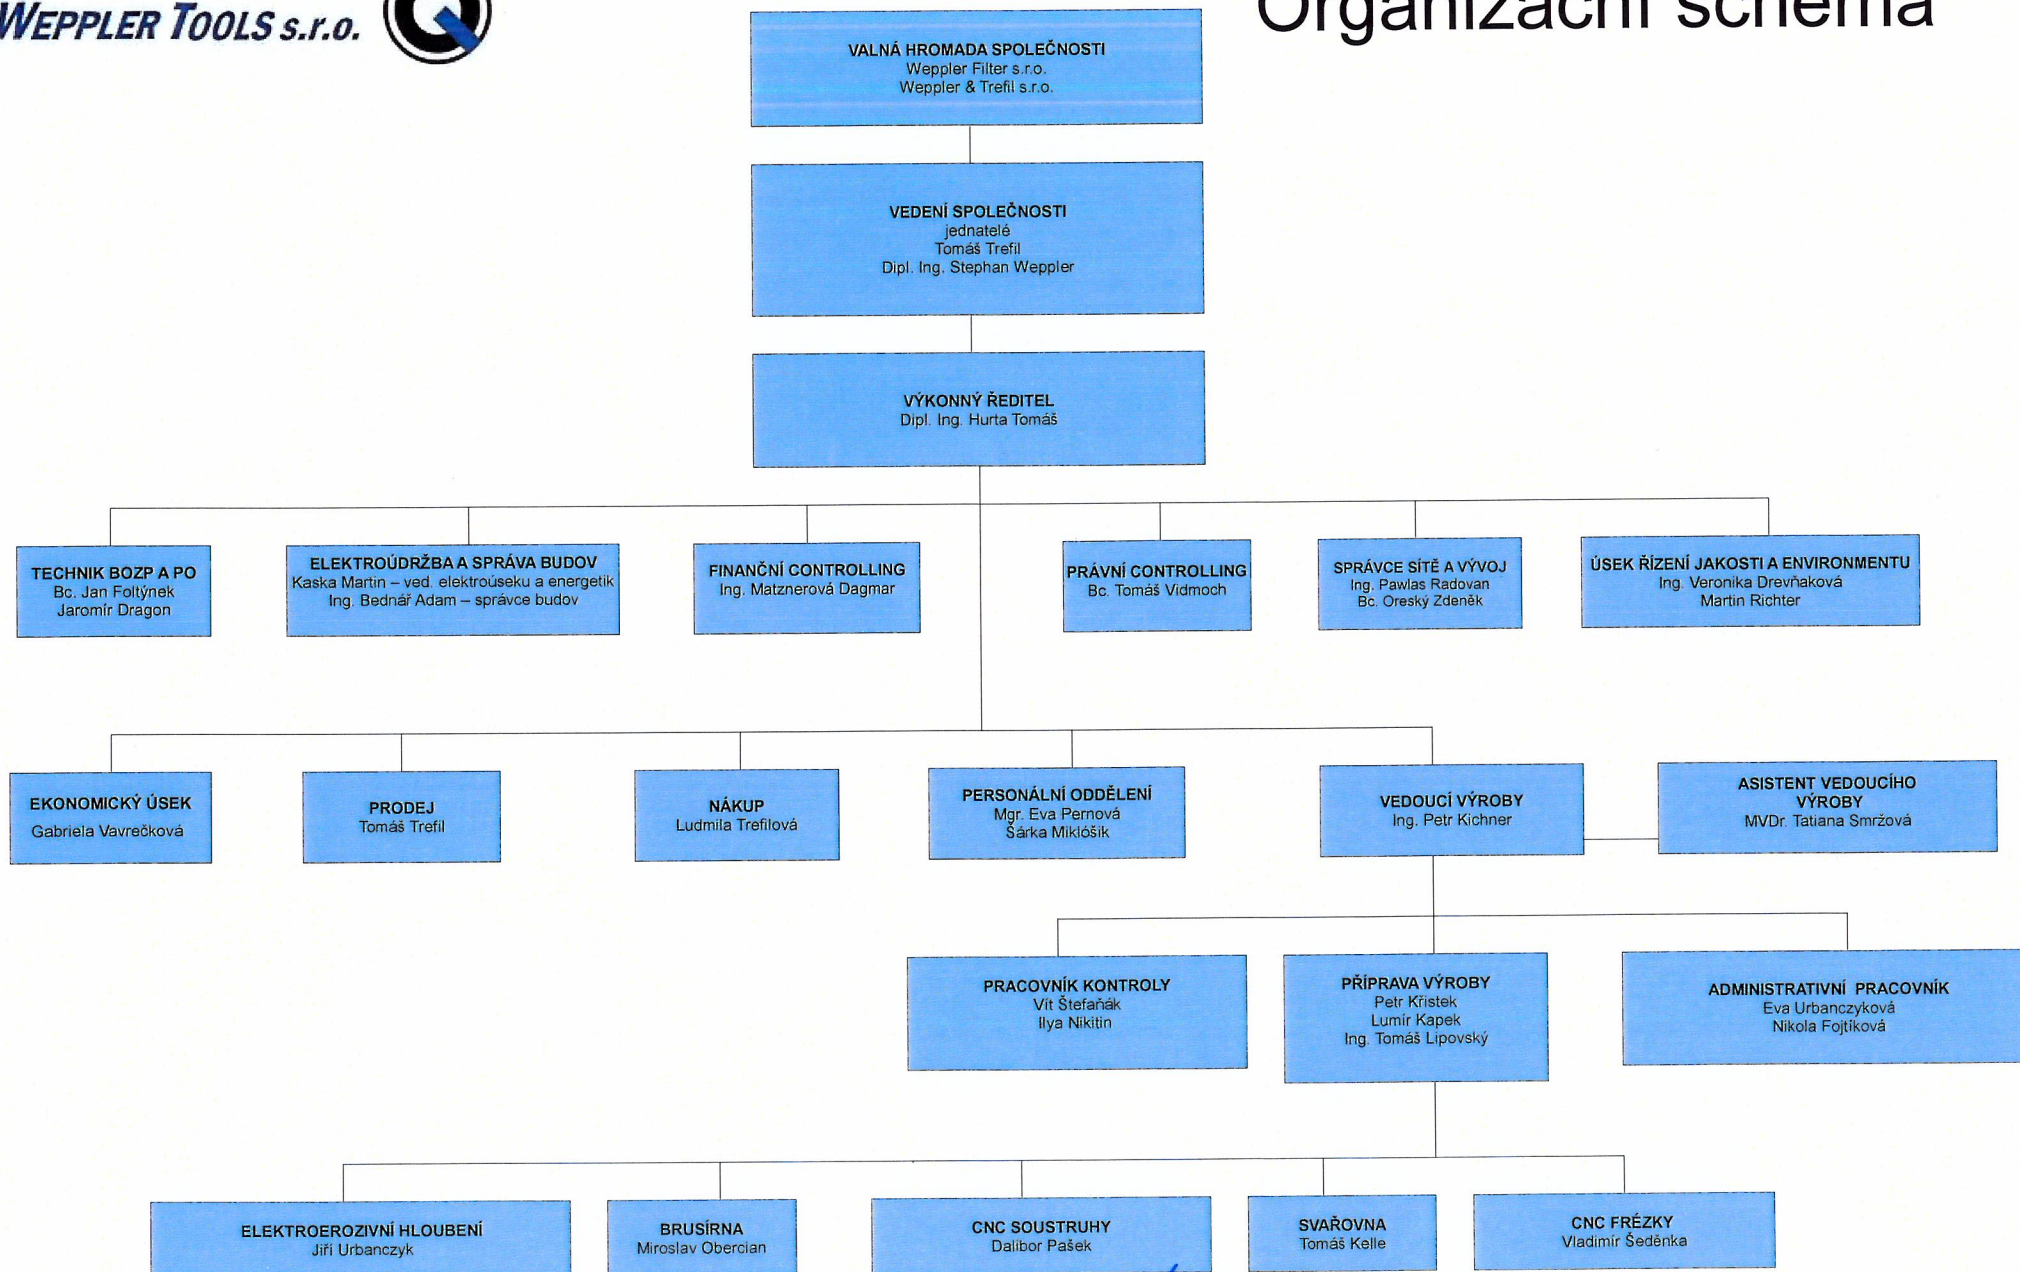 WEPPLER TOOLS s.r.o.
Organizační schéma
VALNÁ HROMADA SPOLEČNOSTI
Weppler Filter s.r.o.
Weppler & Trefil s.r.o.
VEDENÍ SPOLEČNOSTI
jednatelé
Tomáš Trefil
Dipl. Ing. Stephan Weppler
VÝKONNÝ ŘEDITEL
Dipl. Ing. Hurta Tomáš
TECHNIK BOZP A PO
Bc. Jan Foltýnek
Jaromír Dragon
ELEKTROÚDRŽBA A SPRÁVA BUDOV
Kaska Martin – ved. elektroúseku a energetik
Ing. Bednář Adam – správce budov
FINANČNÍ CONTROLLING
Ing. Matznerová Dagmar
PRÁVNÍ CONTROLLING
Bc. Tomáš Vidmoch
SPRÁVCE SÍTĚ A VÝVOJ
Ing. Pawlas Radovan
Bc. Oreský Zdeněk
ÚSEK ŘÍZENÍ JAKOSTI A ENVIRONMENTU
Ing. Veronika Drevňaková
Martin Richter
EKONOMICKÝ ÚSEK
Gabriela Vavrečková
PRODEJ
Tomáš Trefil
NÁKUP
Ludmila Trefilová
PERSONÁLNÍ ODDĚLENÍ
Mgr. Eva Pernová
Šárka Miklóšik
VEDOUCÍ VÝROBY
Ing. Petr Kichner
ASISTENT VEDOUCÍHO
VÝROBY
MVDr. Tatiana Smržová
PRACOVNÍK KONTROLY
Vít Štefaňák
Ilya Nikitin
PŘÍPRAVA VÝROBY
Petr Křistek
Lumír Kapek
Ing. Tomáš Lipovský
ADMINISTRATIVNÍ PRACOVNÍK
Eva Urbanczyková
Nikola Fojtíková
ELEKTROEROZIVNÍ HLOUBENÍ
Jiří Urbanczyk
BRUSÍRNA
Miroslav Obercian
CNC SOUSTRUHY
Dalibor Pašek
SVAŘOVNA
Tomáš Kelle
CNC FRÉZKY
Vladimír Šeděnka